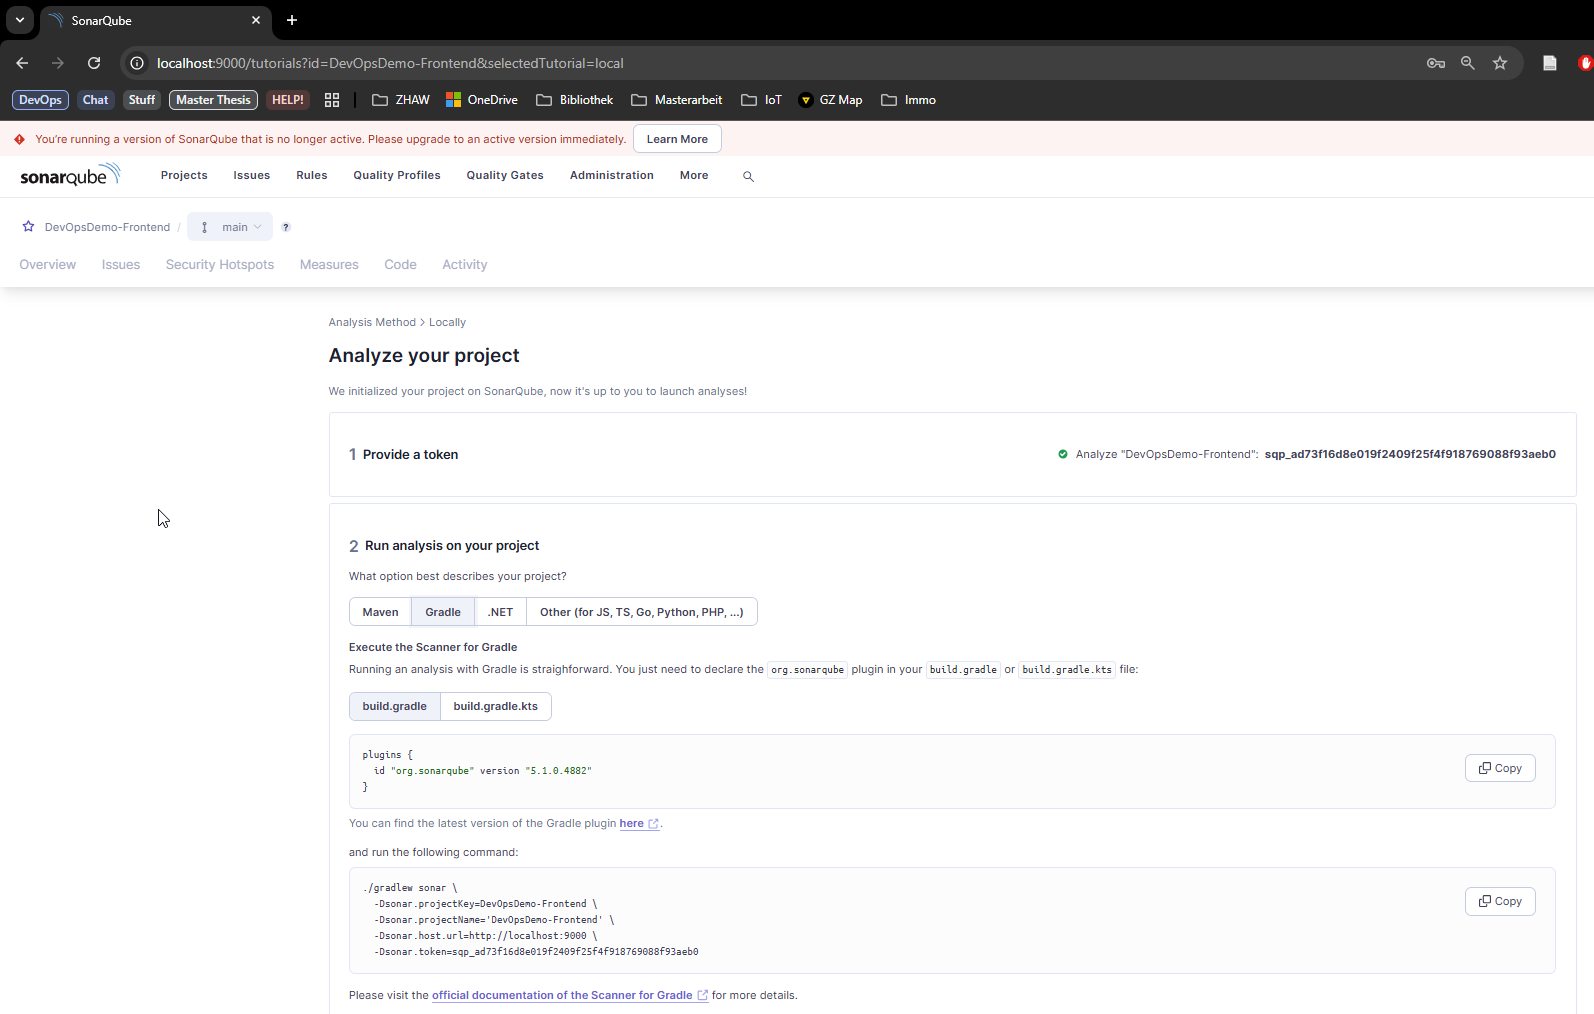 SonarQube
localhost:9000/tutorials?id=DevOpsDemo-Frontend&selectedTutorial=local
DevOps Chat Stuff Master Thesis HELP! ZHAW OneDrive Bibliothek Masterarbeit IoT GZ Map Immo
You're running a version of SonarQube that is no longer active. Please upgrade to an active version immediately. Learn More
sonarqube Projects Issues Rules Quality Profiles Quality Gates Administration More
DevOpsDemo-Frontend / main ?
Overview Issues Security Hotspots Measures Code Activity
Analysis Method > Locally
Analyze your project
We initialized your project on SonarQube, now it's up to you to launch analyses!
1 Provide a token Analyze "DevOpsDemo-Frontend": sqp_ad73f16d8e019f2409f25f4f918769088f93aeb0
2 Run analysis on your project
What option best describes your project?
Maven Gradle .NET Other (for JS, TS, Go, Python, PHP, ...)
Execute the Scanner for Gradle
Running an analysis with Gradle is straighforward. You just need to declare the org.sonarqube plugin in your build.gradle or build.gradle.kts file:
build.gradle build.gradle.kts
plugins {
id "org.sonarqube" version "5.1.0.4882"
}
Copy
You can find the latest version of the Gradle plugin here .
and run the following command:
./gradlew sonar \
-Dsonar.projectKey=DevOpsDemo-Frontend \
-Dsonar.projectName='DevOpsDemo-Frontend' \
-Dsonar.host.url=http://localhost:9000 \
-Dsonar.token=sqp_ad73f16d8e019f2409f25f4f918769088f93aeb0
Copy
Please visit the official documentation of the Scanner for Gradle for more details.